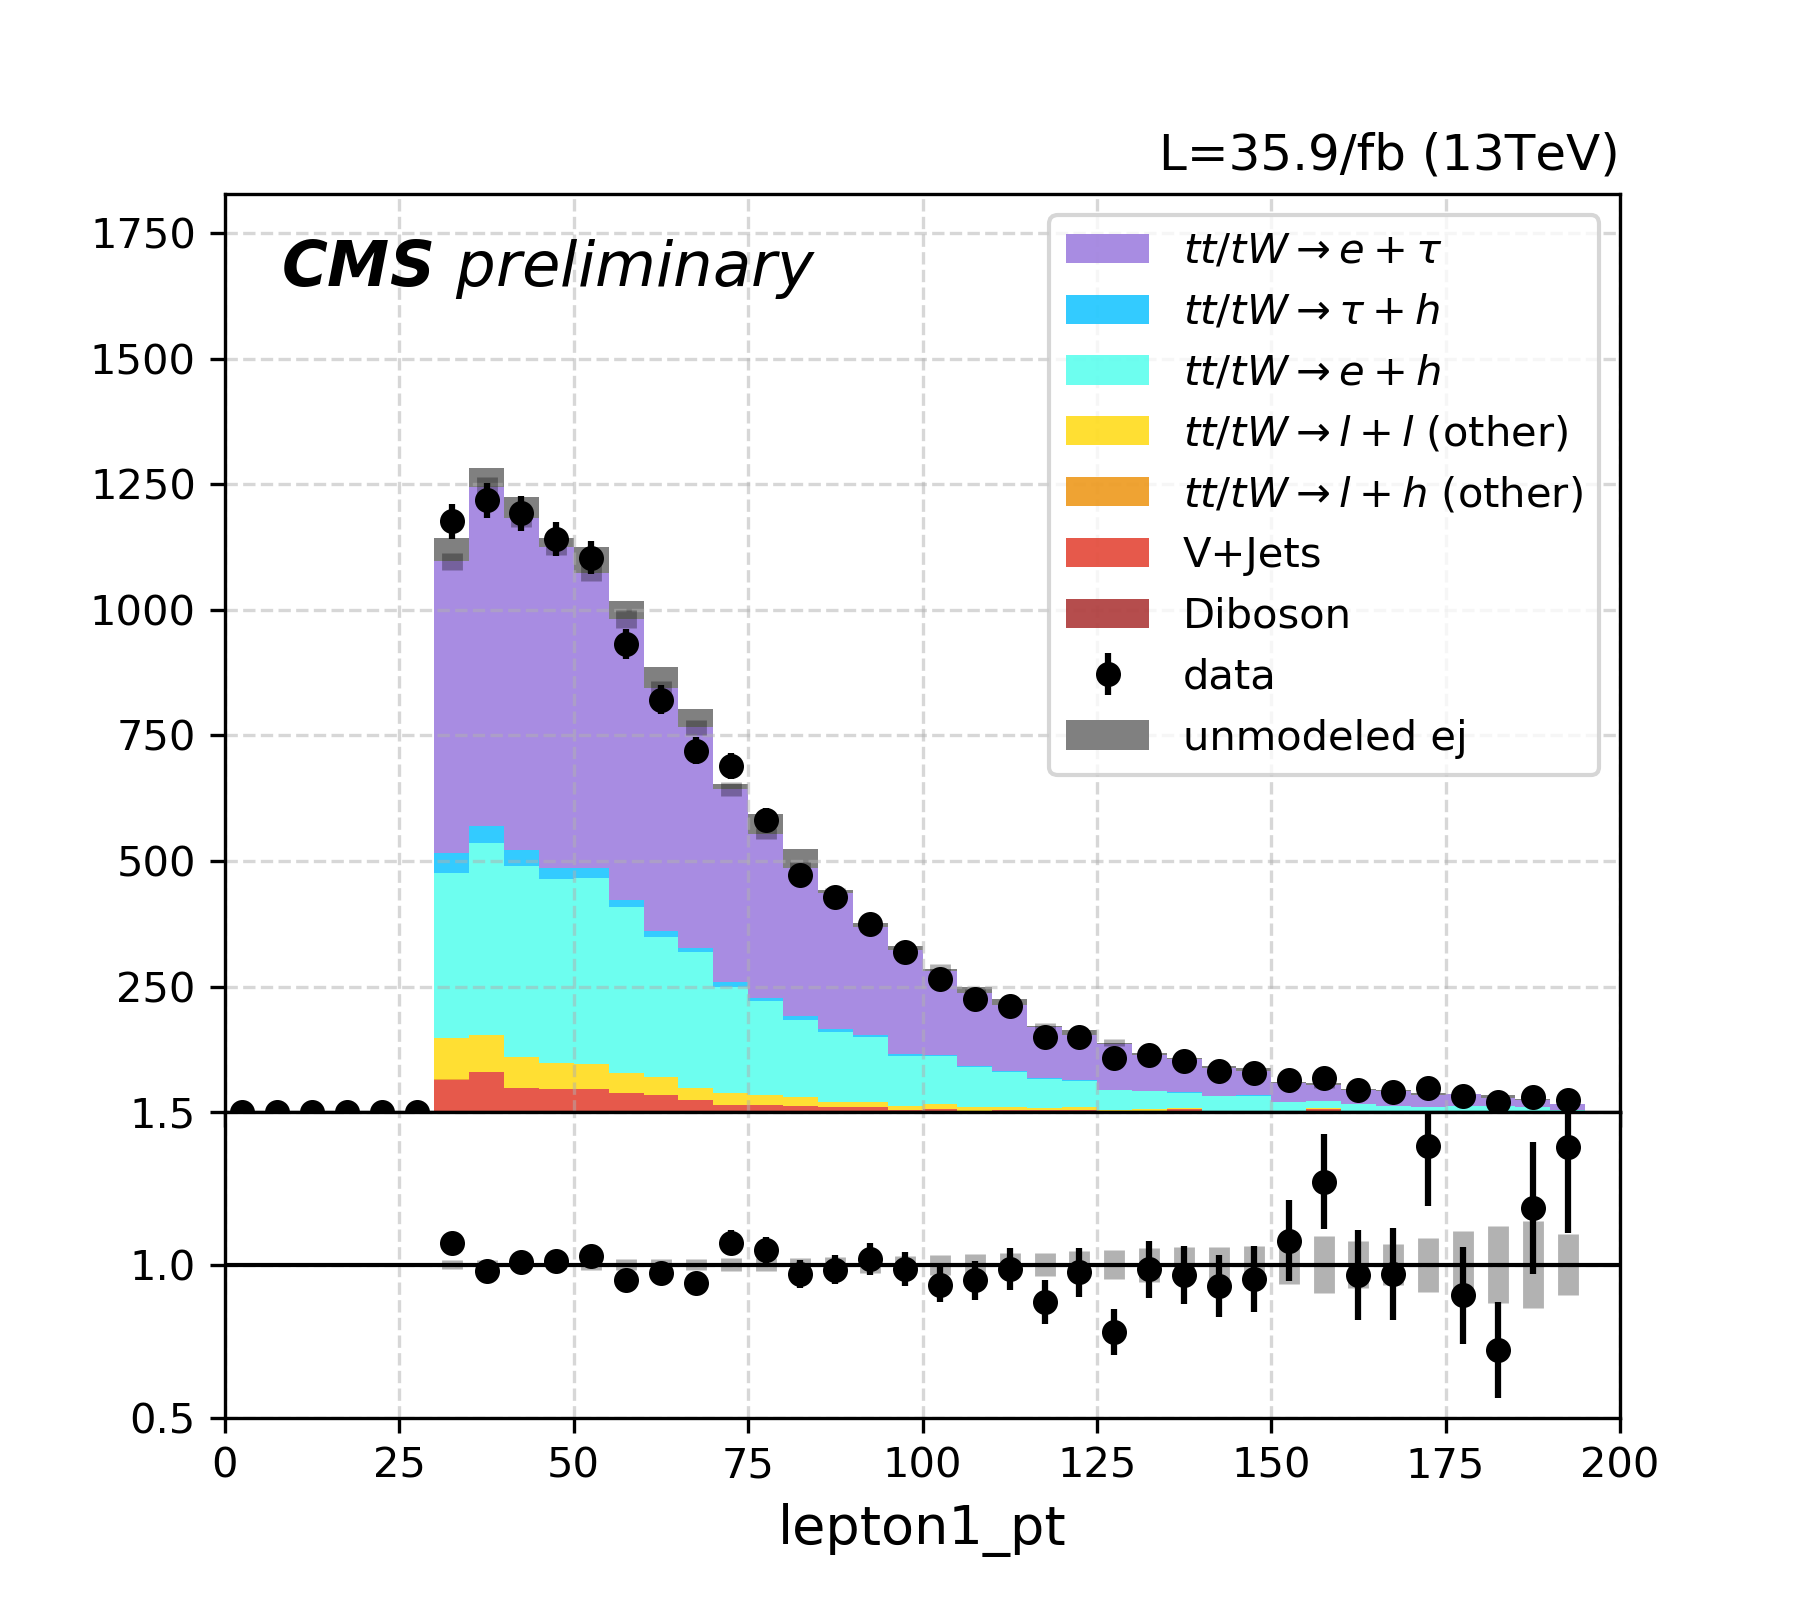 L=35.9/fb (13TeV)
CMS preliminary
1750
1500
1250
1000
750
500
250
tt/tW→e+τ
tt/tW→τ+h
tt/tW→e+h
tt/tW→l+l (other)
tt/tW→l+h (other)
V+Jets
Diboson
data
unmodeled ej
1.5
1.0
0.5
0 25 50 75 100 125 150 175 200
lepton1_pt